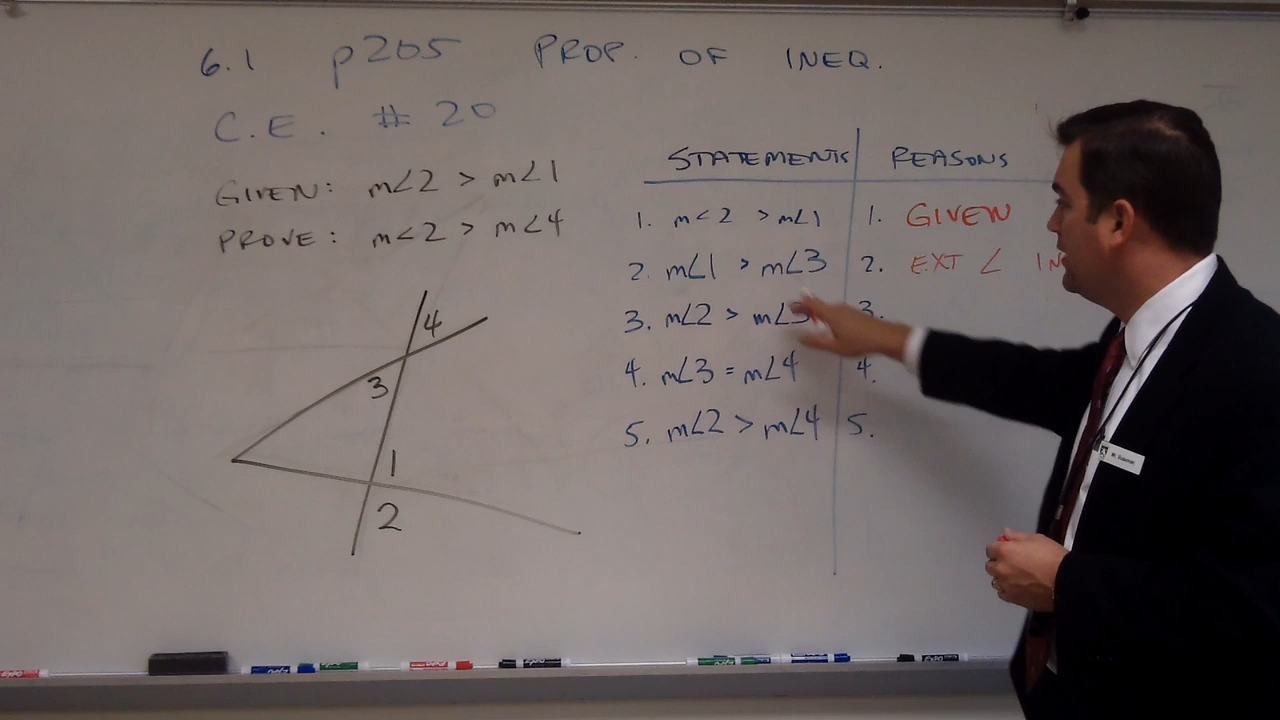 6.1 p205 PROP. OF INEQ.
C.E. # 20
GIVEN: m∠2 > m∠1
PROVE: m<2 > m∠4
STATEMENTS REASONS
1. m<2 > m∠1 1. GIVEN
2. m∠1 > m∠3 2. EXT ∠
3. m∠2 > m∠3 3.
4. m∠3 = m∠4 4.
5. m∠2 > m∠4 5.
4
3
1
2